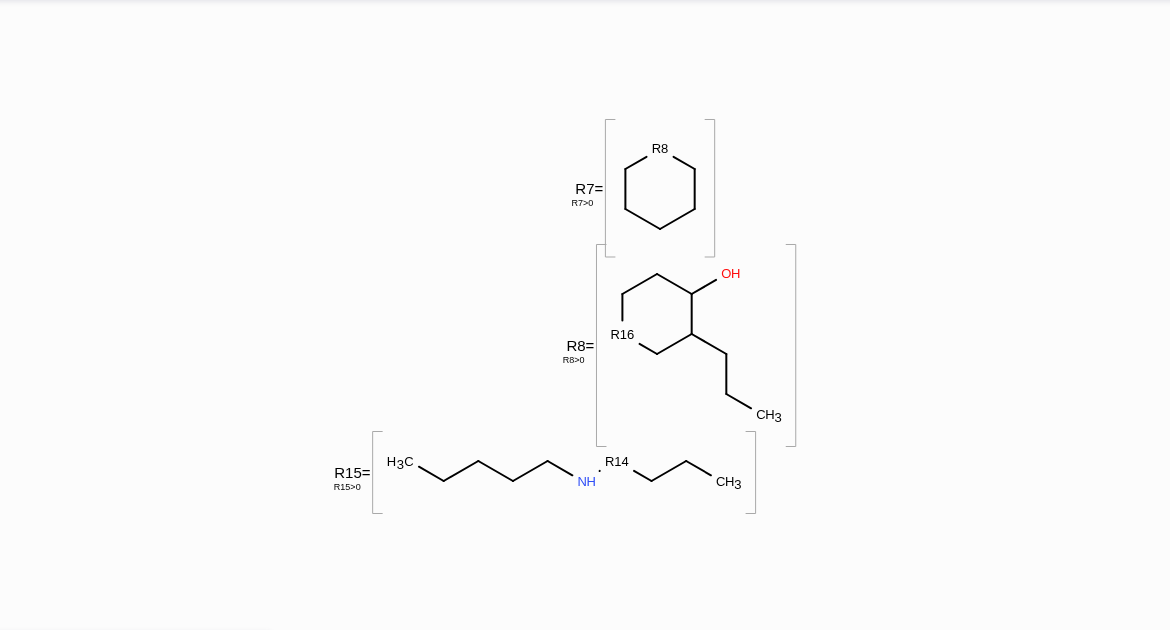 R8
R7=
R7>0
OH
R16
R8=
R8>0
CH3
H3C
R14
R15=
R15>0
NH
CH3